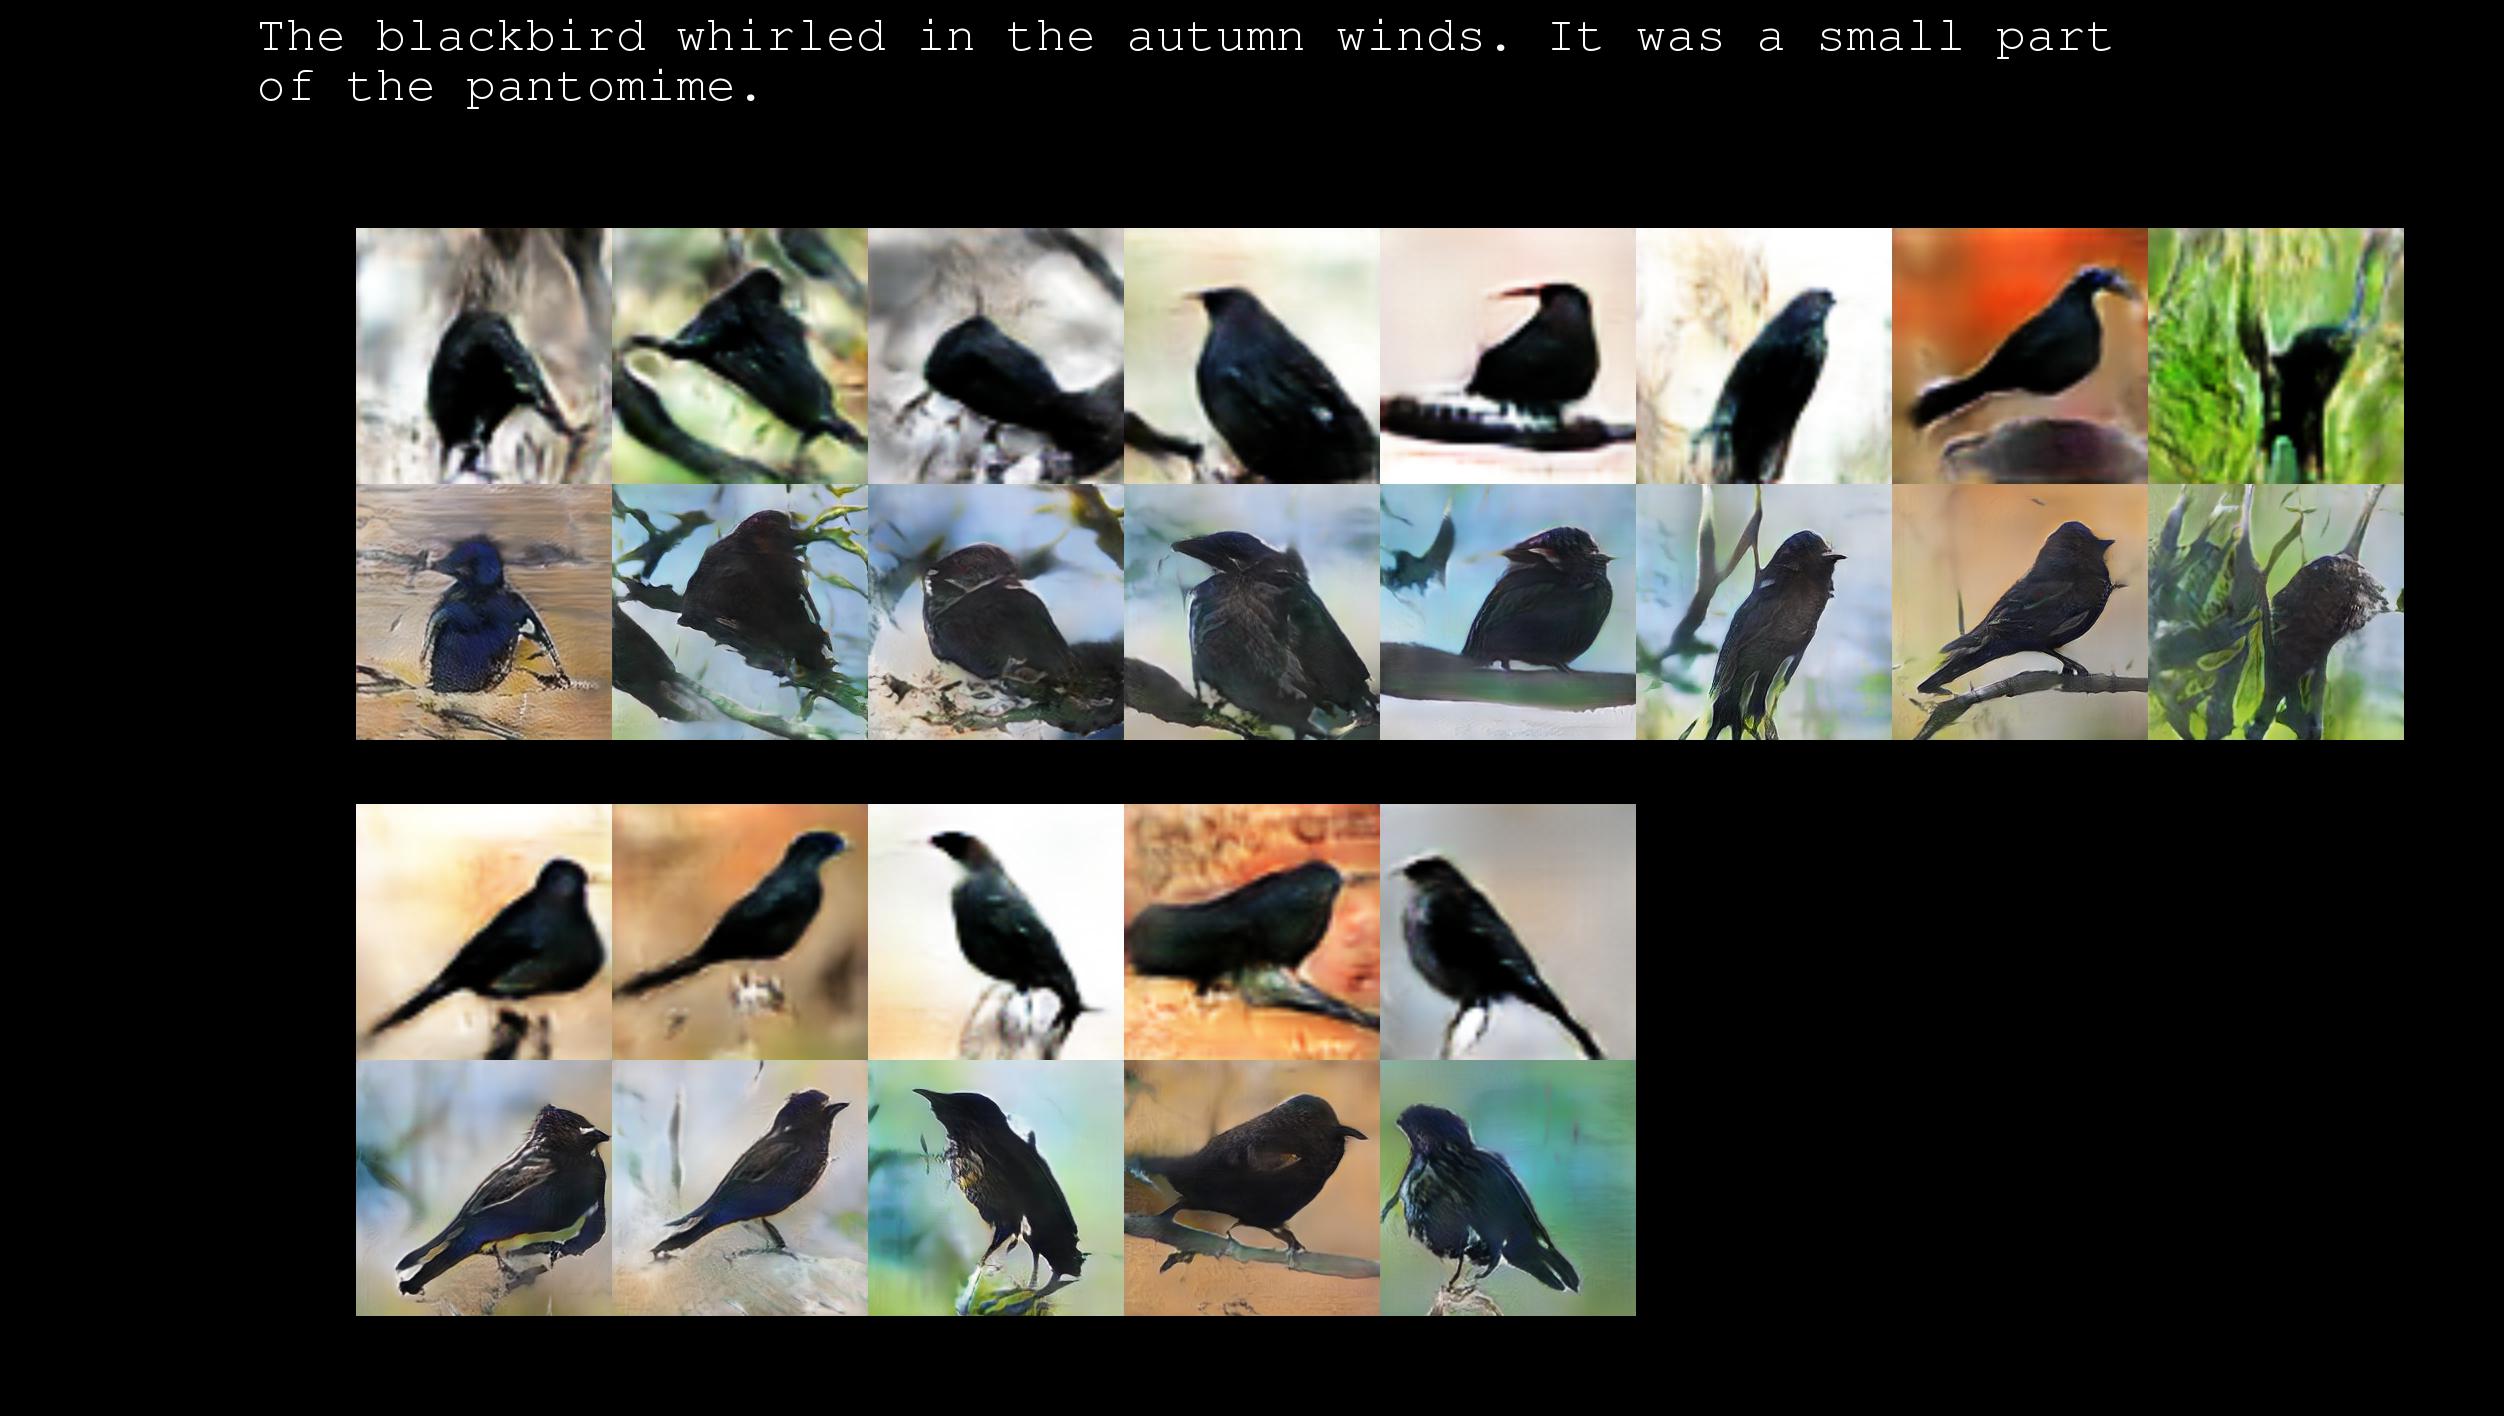 The blackbird whirled in the autumn winds. It was a small part
of the pantomime.